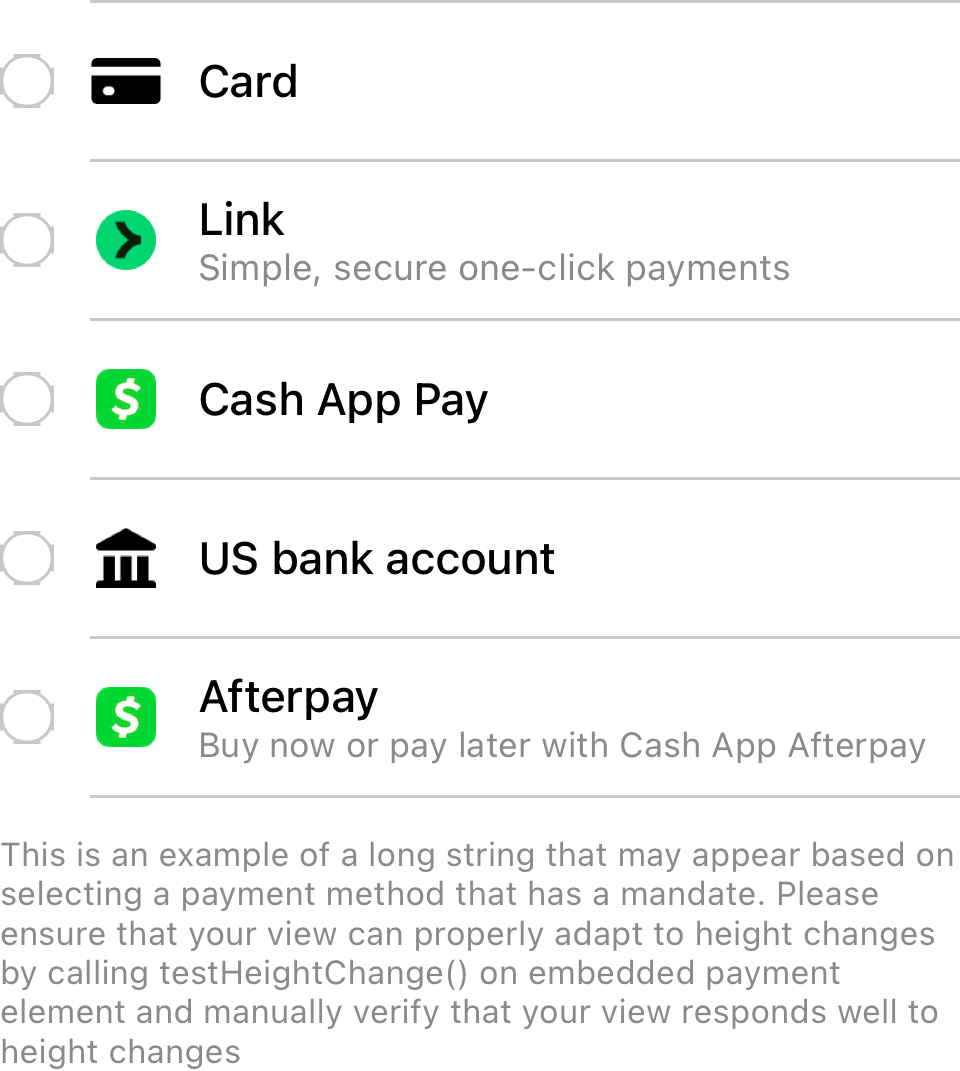 Card
Link
Simple, secure one-click payments
$
Cash App Pay
US bank account
$
Afterpay
Buy now or pay later with Cash App Afterpay
This is an example of a long string that may appear based on
selecting a payment method that has a mandate. Please
ensure that your view can properly adapt to height changes
by calling testHeightChange() on embedded payment
element and manually verify that your view responds well to
height changes